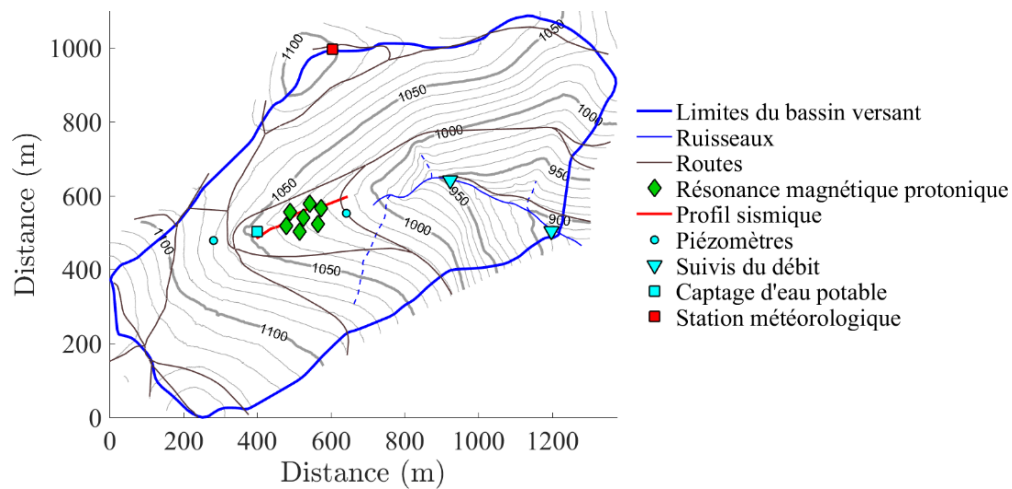 1000
800
600
400
200
0
Distance (m)
0
200
400
600
800
1000
1200
Distance (m)
1100
1050
1050
1000
1000
1050
950
950
900
1000
1100
1050
1100
Limites du bassin versant
Ruisseaux
Routes
Résonance magnétique protonique
Profil sismique
Piézomètres
Suivis du débit
Captage d'eau potable
Station météorologique